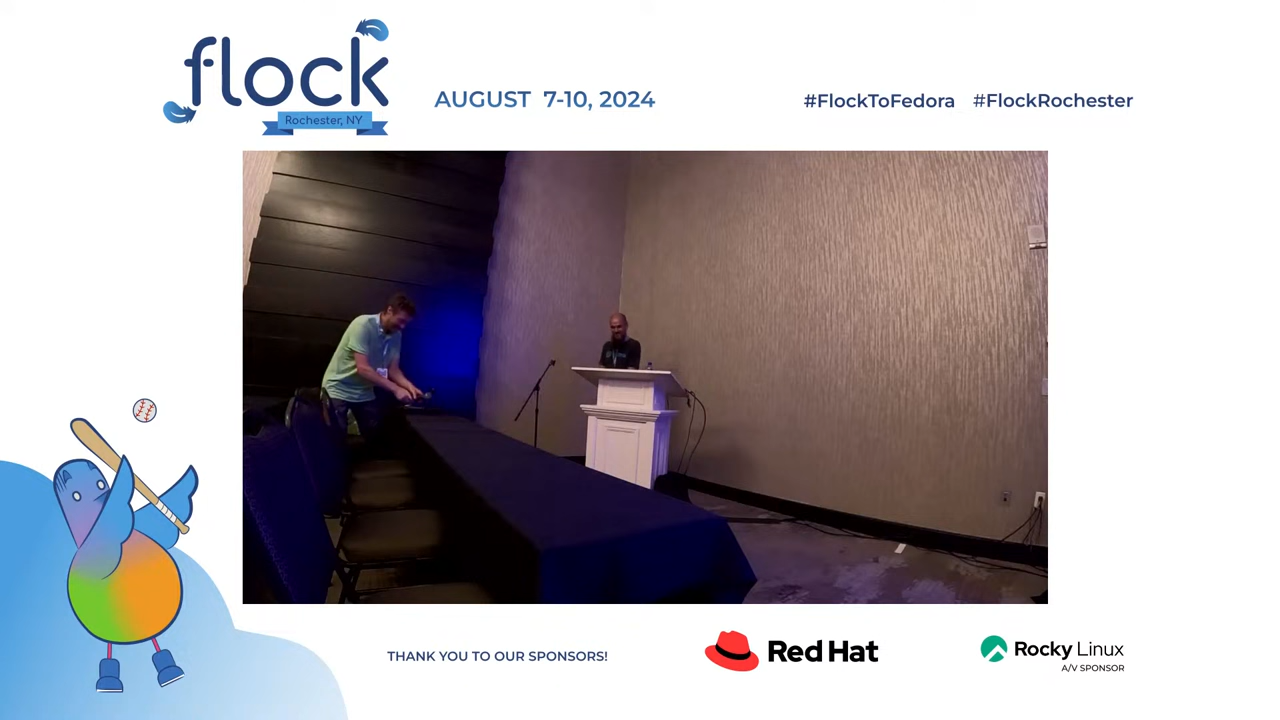 flock
Rochester, NY
AUGUST 7-10, 2024
#FlockToFedora #FlockRochester
THANK YOU TO OUR SPONSORS!
Red Hat
Rocky Linux
A/V SPONSOR